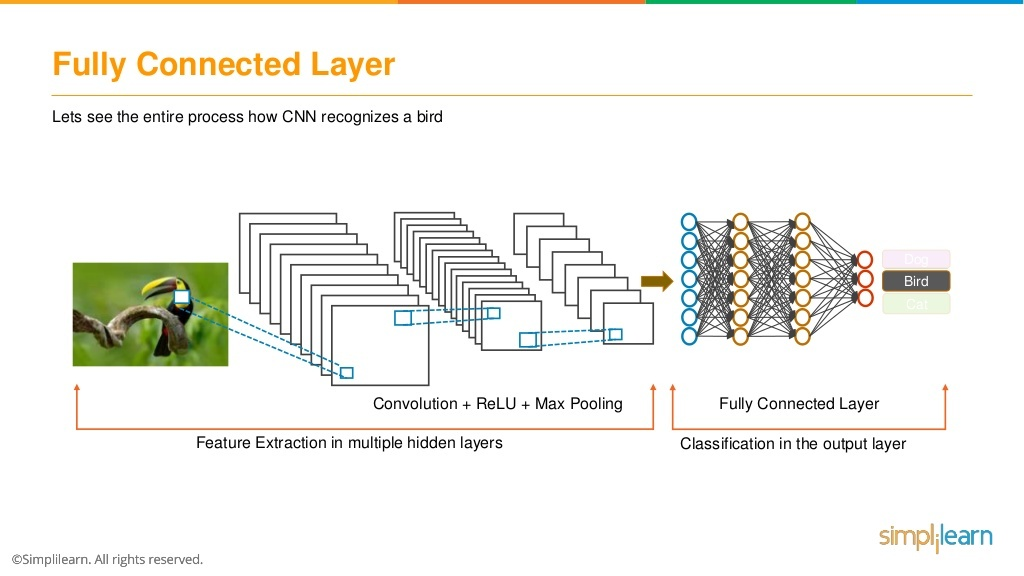 Fully Connected Layer
Lets see the entire process how CNN recognizes a bird
Dog
Bird
Cat
Convolution + ReLU + Max Pooling
Fully Connected Layer
Feature Extraction in multiple hidden layers
Classification in the output layer
simplilearn
©Simplilearn. All rights reserved.